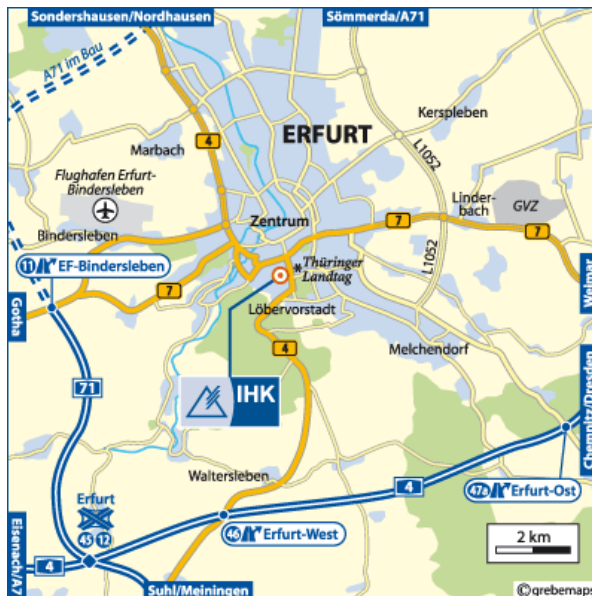 Sondershausen/Nordhausen
Sömmerda/A71
A71 im Bau
Kerspleben
4
ERFURT
Marbach
L1052
Flughafen Erfurt-
Bindersleben
Linder-
bach
GVZ
Zentrum
7
7
Bindersleben
11 EF-Bindersleben
*Thüringer
Landtag
L1052
Weimar
7
Gotha
Löbervorstadt
4
Melchendorf
71
IHK
Chemnitz/Dresden
Waltersleben
4
47a Erfurt-Ost
Erfurt
45 12
46 Erfurt-West
2 km
Eisenach/A7
4
Suhl/Meiningen
©grebemaps